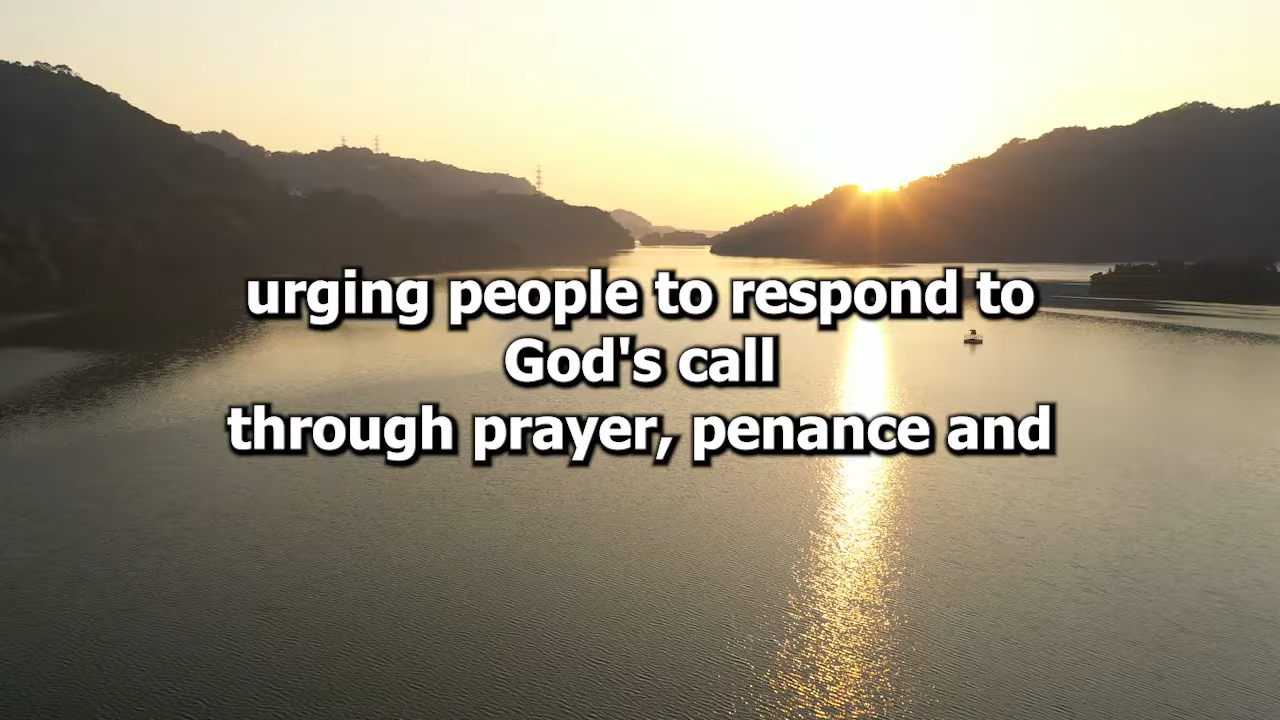 urging people to respond to
God's call
through prayer, penance and